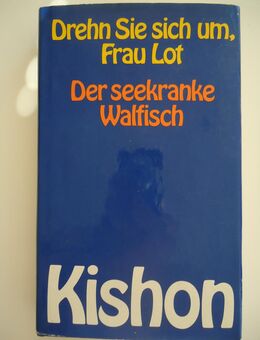 Drehn Sie sich um,
Frau Lot
Der seekranke
Walfisch
Kishon